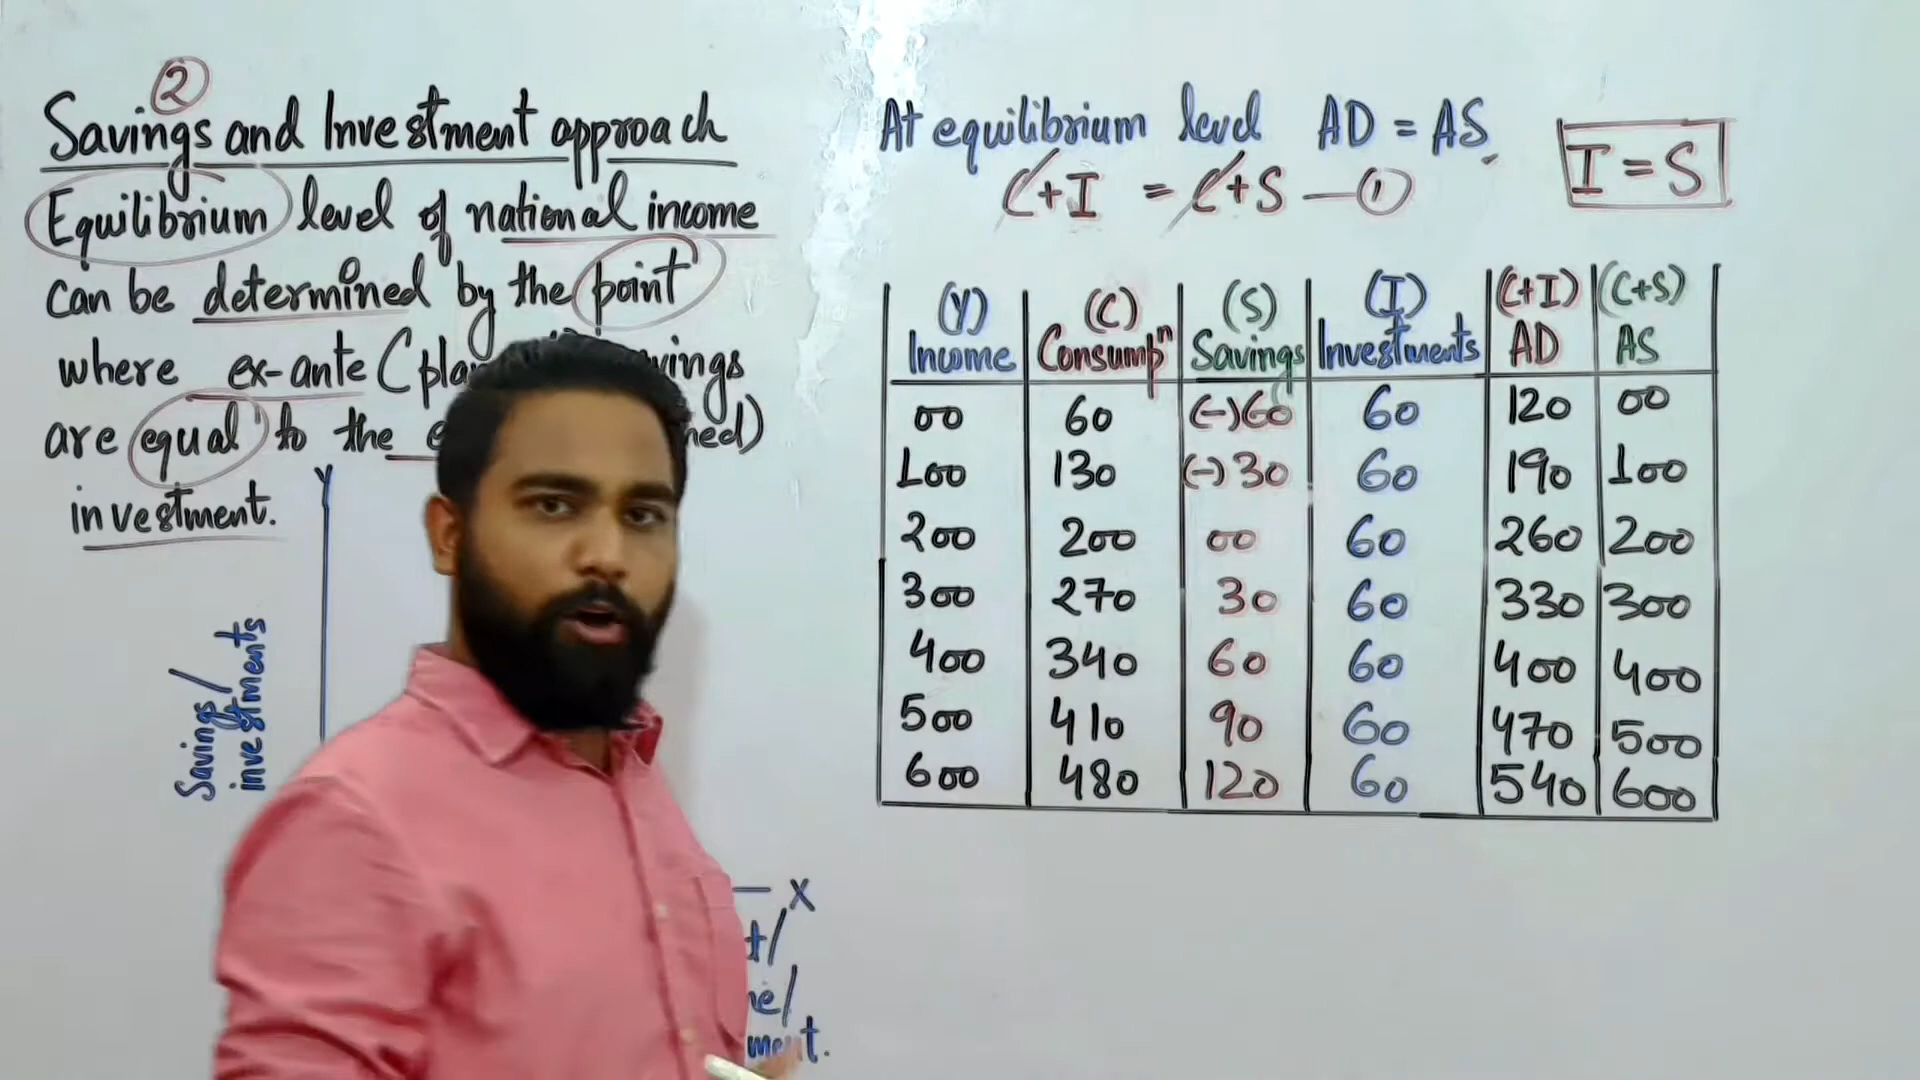 ②
Savings and Investment approach
Equilibrium level of national income
can be determined by the point
where ex-ante
are equal to the
investment.
Y
Savings/
investments
X
At equilibrium level AD = AS
C+I = C+S —①
I = S
(Y) (C) (S) (I) (C+I) (C+S)
Income Consumpⁿ Savings Investments AD AS
00 60 (-)60 60 120 00
100 130 (-)30 60 190 100
200 200 00 60 260 200
300 270 30 60 330 300
400 340 60 60 400 400
500 410 90 60 470 500
600 480 120 60 540 600